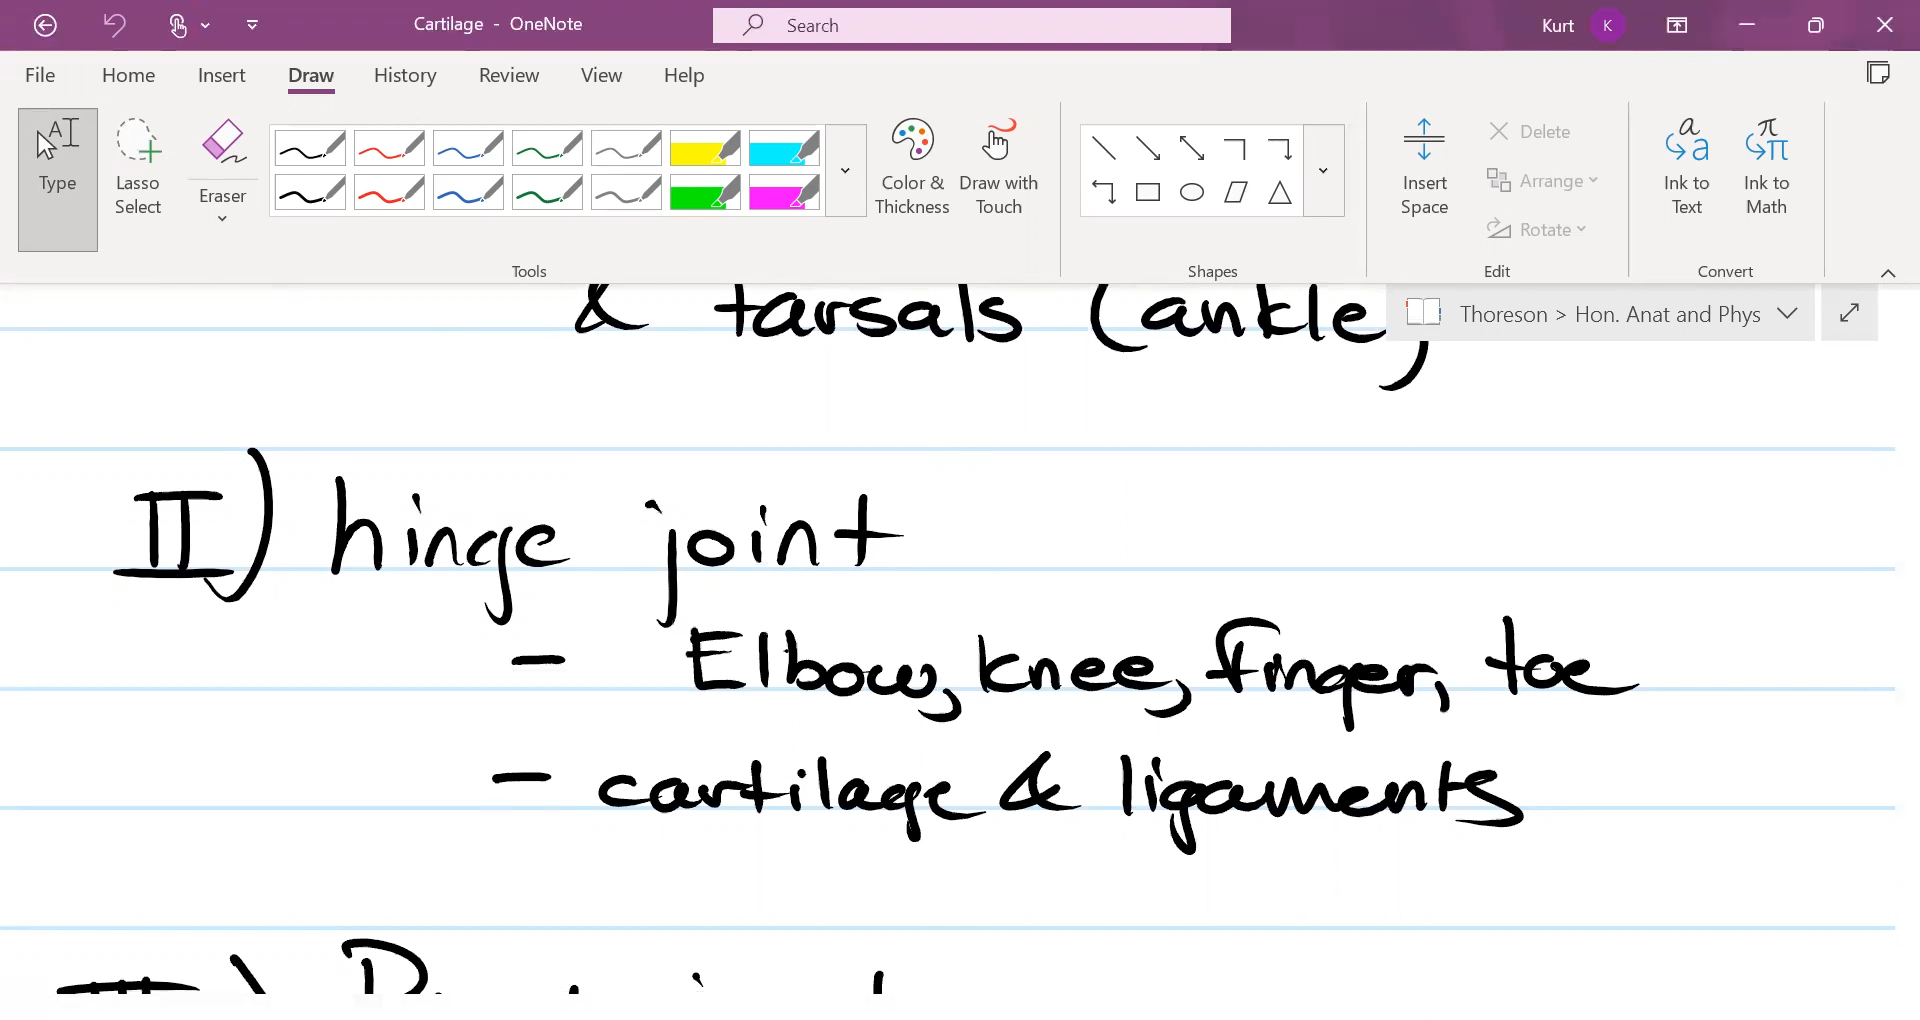 Cartilage - OneNote
Search
Kurt K
File Home Insert Draw History Review View Help
Type
Lasso Select
Eraser
Color & Thickness
Draw with Touch
Insert Space
Delete
Arrange
Rotate
a a Ink to Text
π π Ink to Math
Tools Shapes Edit Convert
& tarsals (ankle)
Thoreson > Hon. Anat and Phys
II) hinge joint
- Elbow, knee, finger, toe
- cartilage & ligaments